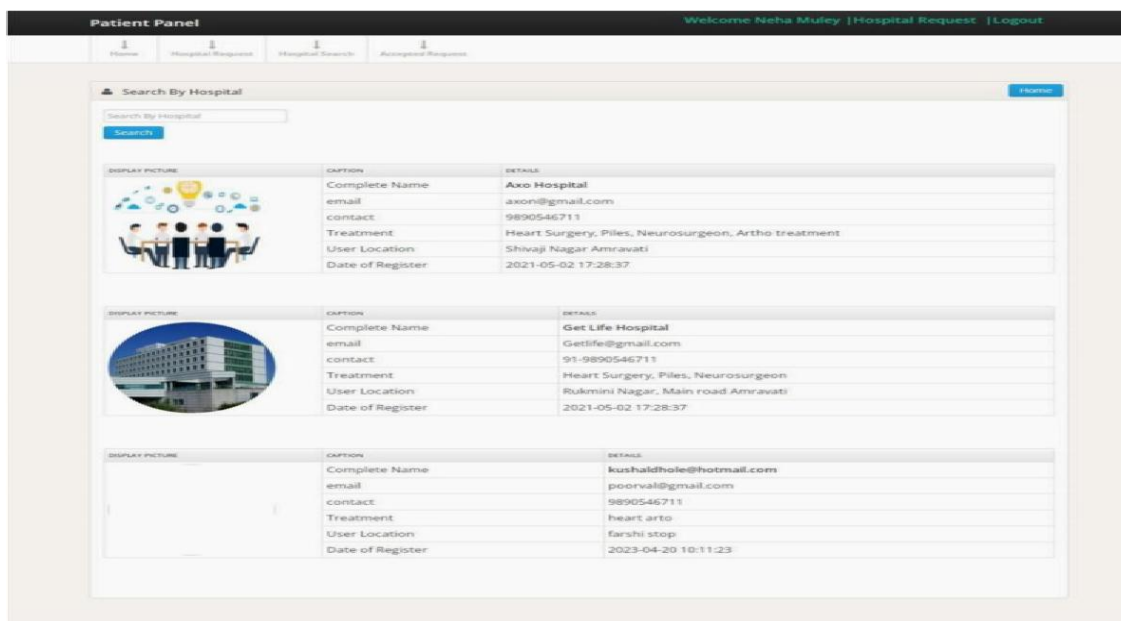 Patient Panel Welcome Neha Muley |Hospital Request |Logout
Home Hospital Request Hospital Search Accepted Request
Search By Hospital Home
Search By Hospital
Search
DISPLAY PICTURE CAPTION DETAILS
Complete Name Axo Hospital
email axon@gmail.com
contact 9890546711
Treatment Heart Surgery, Piles, Neurosurgeon, Artho treatment
User Location Shivaji Nagar Amravati
Date of Register 2021-05-02 17:28:37
DISPLAY PICTURE CAPTION DETAILS
Complete Name Get Life Hospital
email Getlife@gmail.com
contact 91-9890546711
Treatment Heart Surgery, Piles, Neurosurgeon
User Location Rukmini Nagar, Main road Amravati
Date of Register 2021-05-02 17:28:37
DISPLAY PICTURE CAPTION DETAILS
Complete Name kushaldhole@hotmail.com
email poorval@gmail.com
contact 9890546711
Treatment heart arto
User Location farshi stop
Date of Register 2023-04-20 10:11:23